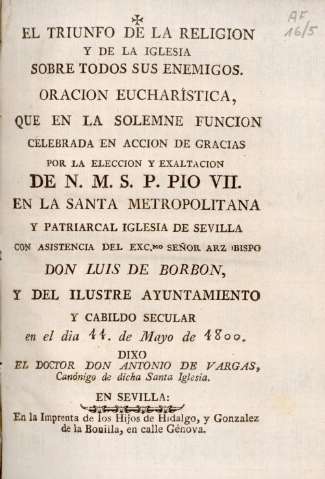 AF
16/5
EL TRIUNFO DE LA RELIGION
Y DE LA IGLESIA
SOBRE TODOS SUS ENEMIGOS.
ORACION EUCHARÍSTICA,
QUE EN LA SOLEMNE FUNCION
CELEBRADA EN ACCION DE GRACIAS
POR LA ELECCION Y EXALTACION
DE N. M. S. P. PIO VII.
EN LA SANTA METROPOLITANA
Y PATRIARCAL IGLESIA DE SEVILLA
CON ASISTENCIA DEL EXC.MO SEÑOR ARZOBISPO
DON LUIS DE BORBON,
Y DEL ILUSTRE AYUNTAMIENTO
Y CABILDO SECULAR
en el dia 11. de Mayo de 1800.
DIXO
EL DOCTOR DON ANTONIO DE VARGAS,
Canónigo de dicha Santa Iglesia.
EN SEVILLA:
En la Imprenta de los Hijos de Hidalgo, y Gonzalez
de la Bonilla, en calle Génova.